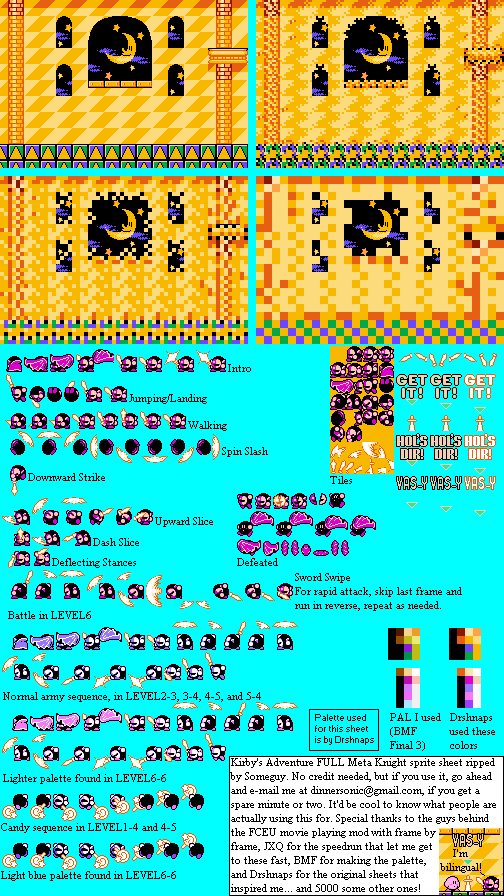 Intro
Jumping/Landing
Walking
Spin Slash
Downward Strike
Upward Slice
Dash Slice
Deflecting Stances
Battle in LEVEL6
Tiles
GET IT! GET IT! GET IT!
HOL'S DIR! HOL'S DIR! HOL'S DIR!
VAS-Y VAS-Y VAS-Y
Defeated
Sword Swipe
For rapid attack, skip last frame and
run in reverse, repeat as needed.
Normal army sequence, in LEVEL2-3, 3-4, 4-5, and 5-4
Lighter palette found in LEVEL6-6
Candy sequence in LEVEL1-4 and 4-5
Light blue palette found in LEVEL6-6
Palette used
for this sheet
is by Drshnaps
PAL I used
(BMF
Final 3)
Drshnaps
used these
colors
Kirby's Adventure FULL Meta Knight sprite sheet ripped
by Someguy. No credit needed, but if you use it, go ahead
and e-mail me at dinnersonic@gmail.com, if you get a
spare minute or two. It'd be cool to know what people are
actually using this for. Special thanks to the guys behind
the FCEU movie playing mod with frame by
frame, JXQ for the speedrun that let me get
to these fast, BMF for making the palette,
and Drshnaps for the original sheets that
inspired me... and 5000 some other ones!
VAS-Y
I'm
bilingual!